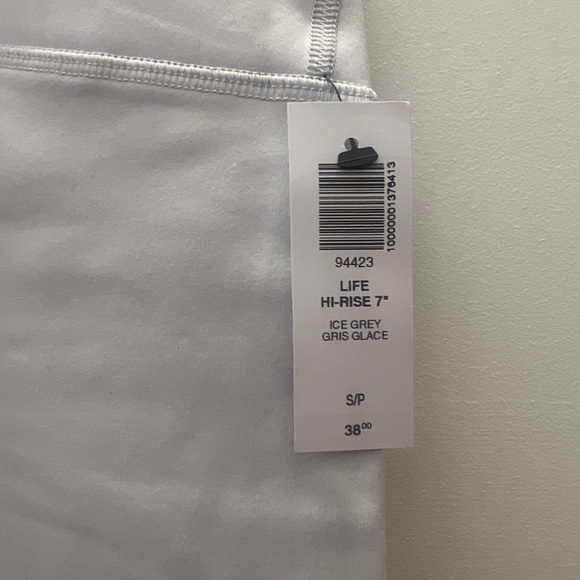 10000001376413
94423
LIFE
HI-RISE 7"
ICE GREY
GRIS GLACE
S/P
38⁰⁰